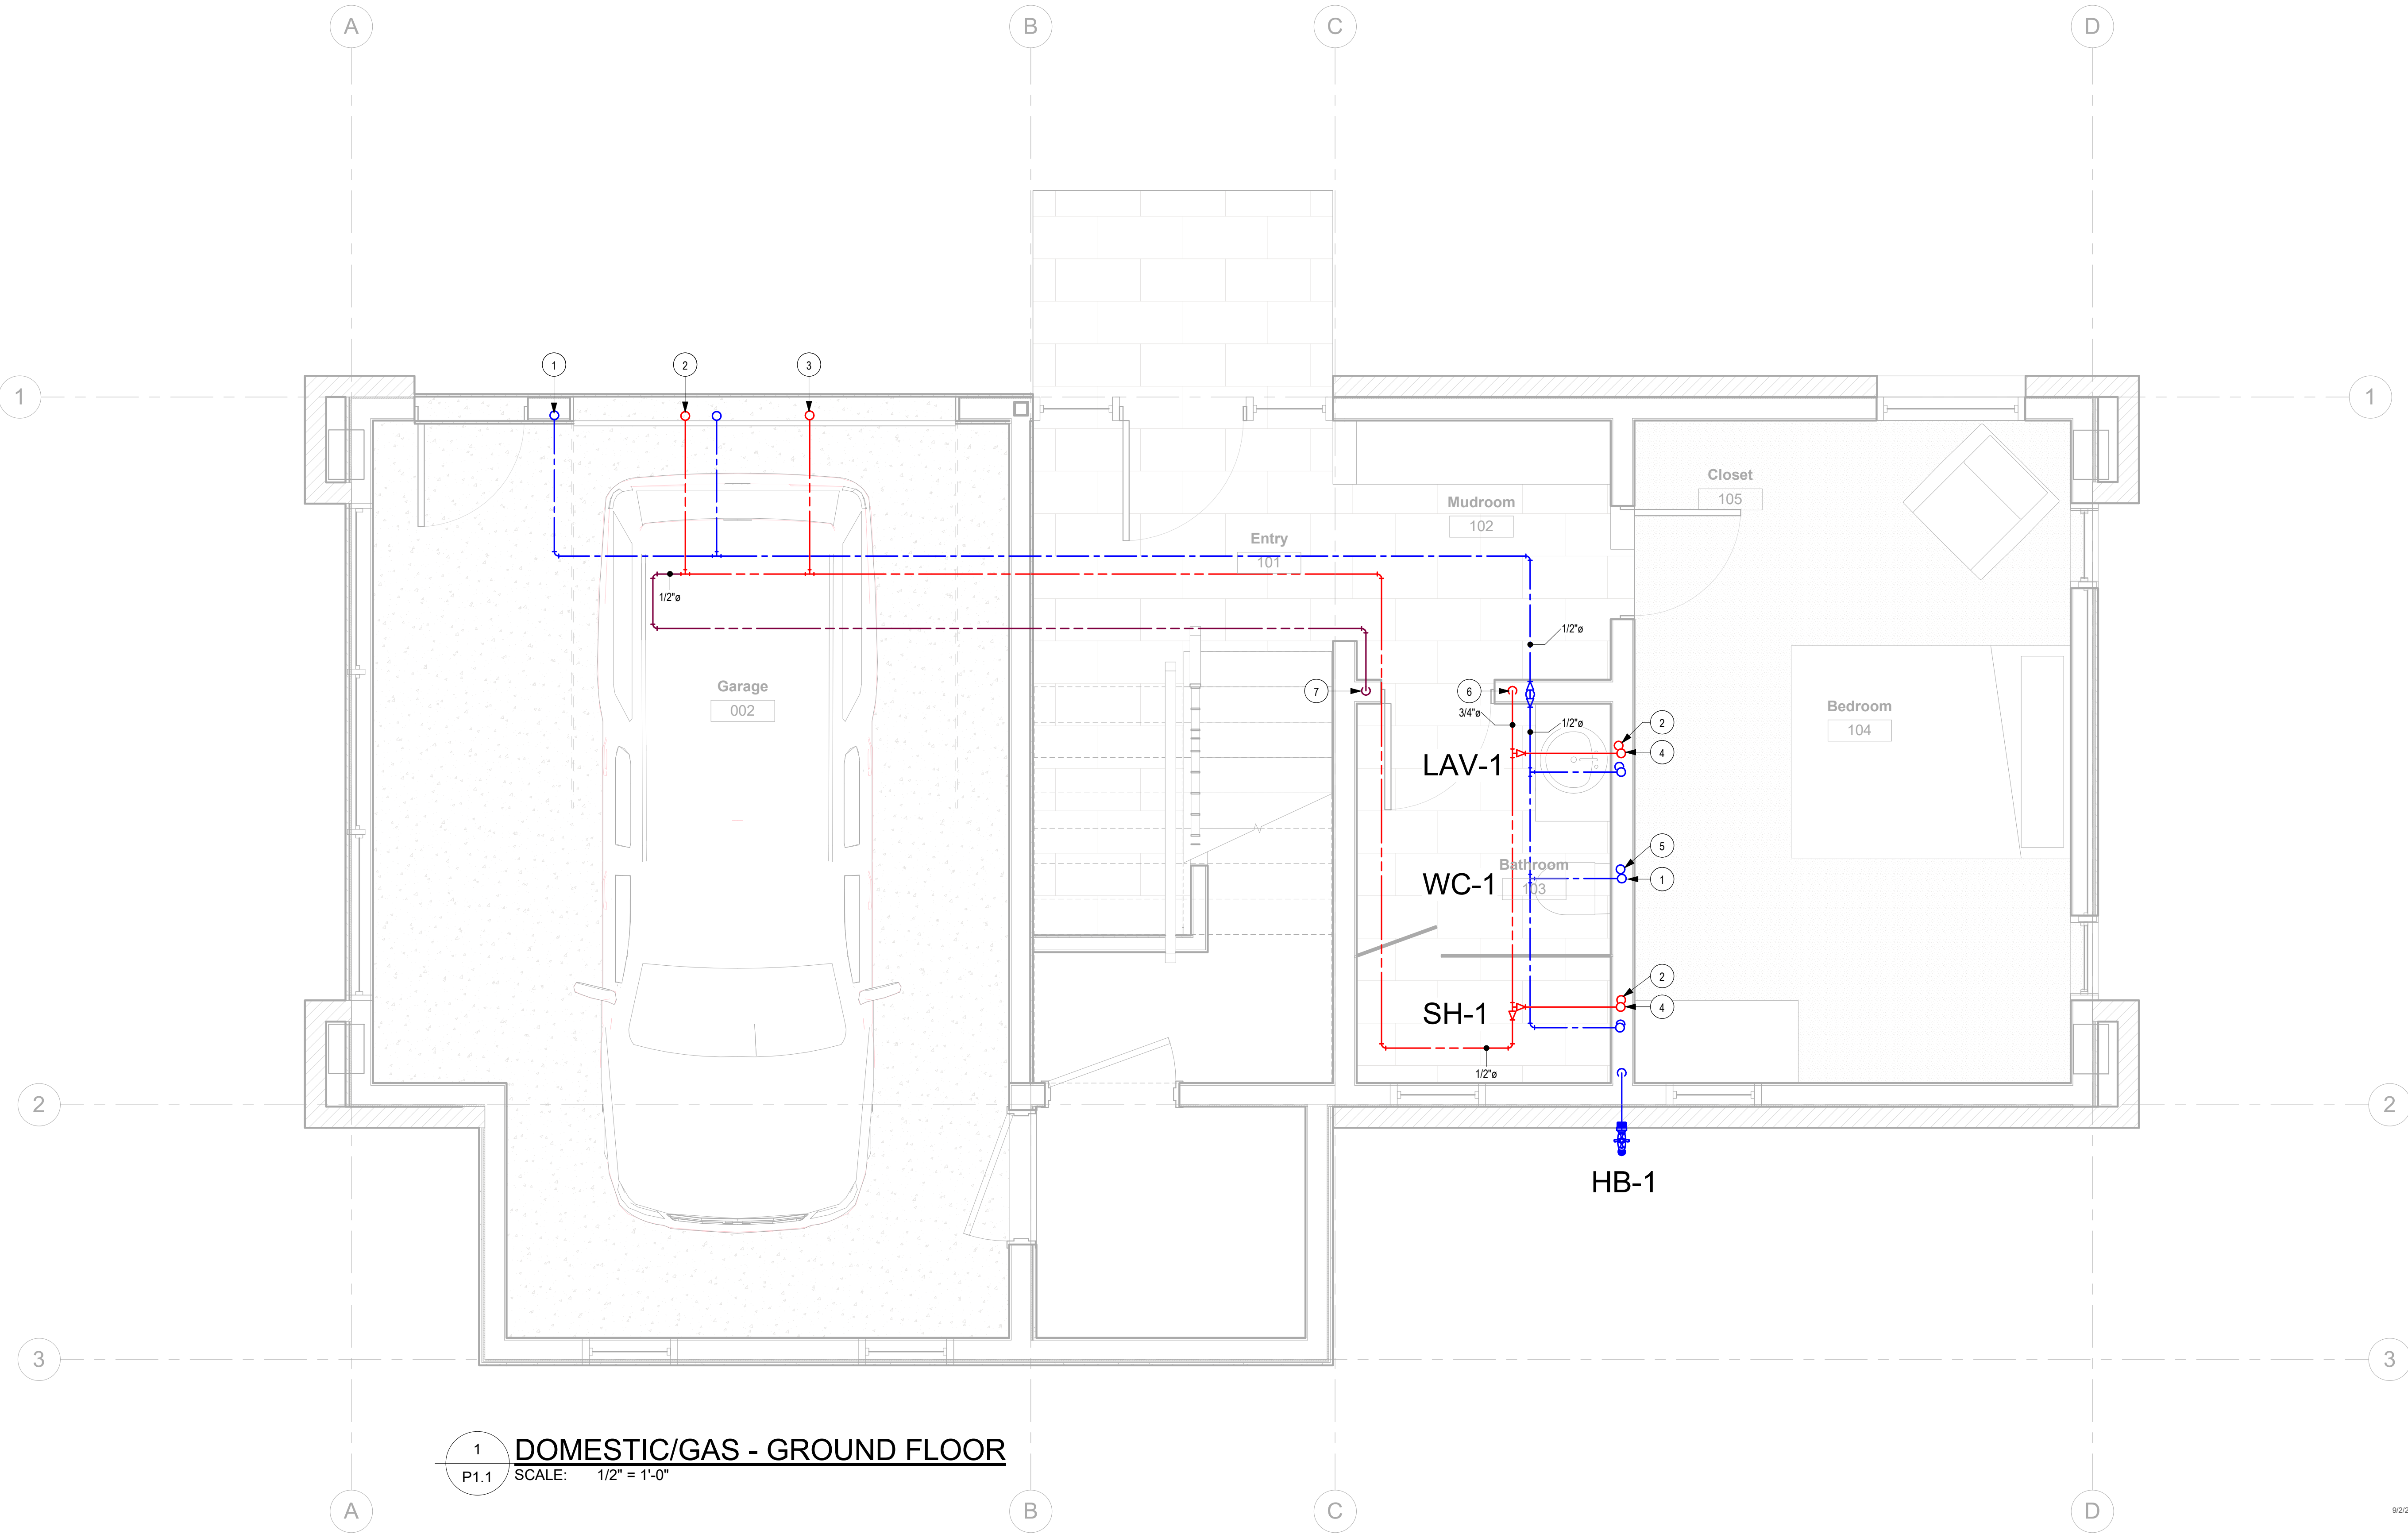 A
B
C
D
1
1
1
2
3
Closet
105
Mudroom
102
Entry
101
1/2"ø
1/2"ø
Garage
002
7
6
3/4"ø
1/2"ø
2
4
Bedroom
104
LAV-1
5
Bathroom
103
WC-1
1
2
4
SH-1
1/2"ø
2
2
HB-1
3
3
1
P1.1
DOMESTIC/GAS - GROUND FLOOR
SCALE: 1/2" = 1'-0"
A
B
C
D